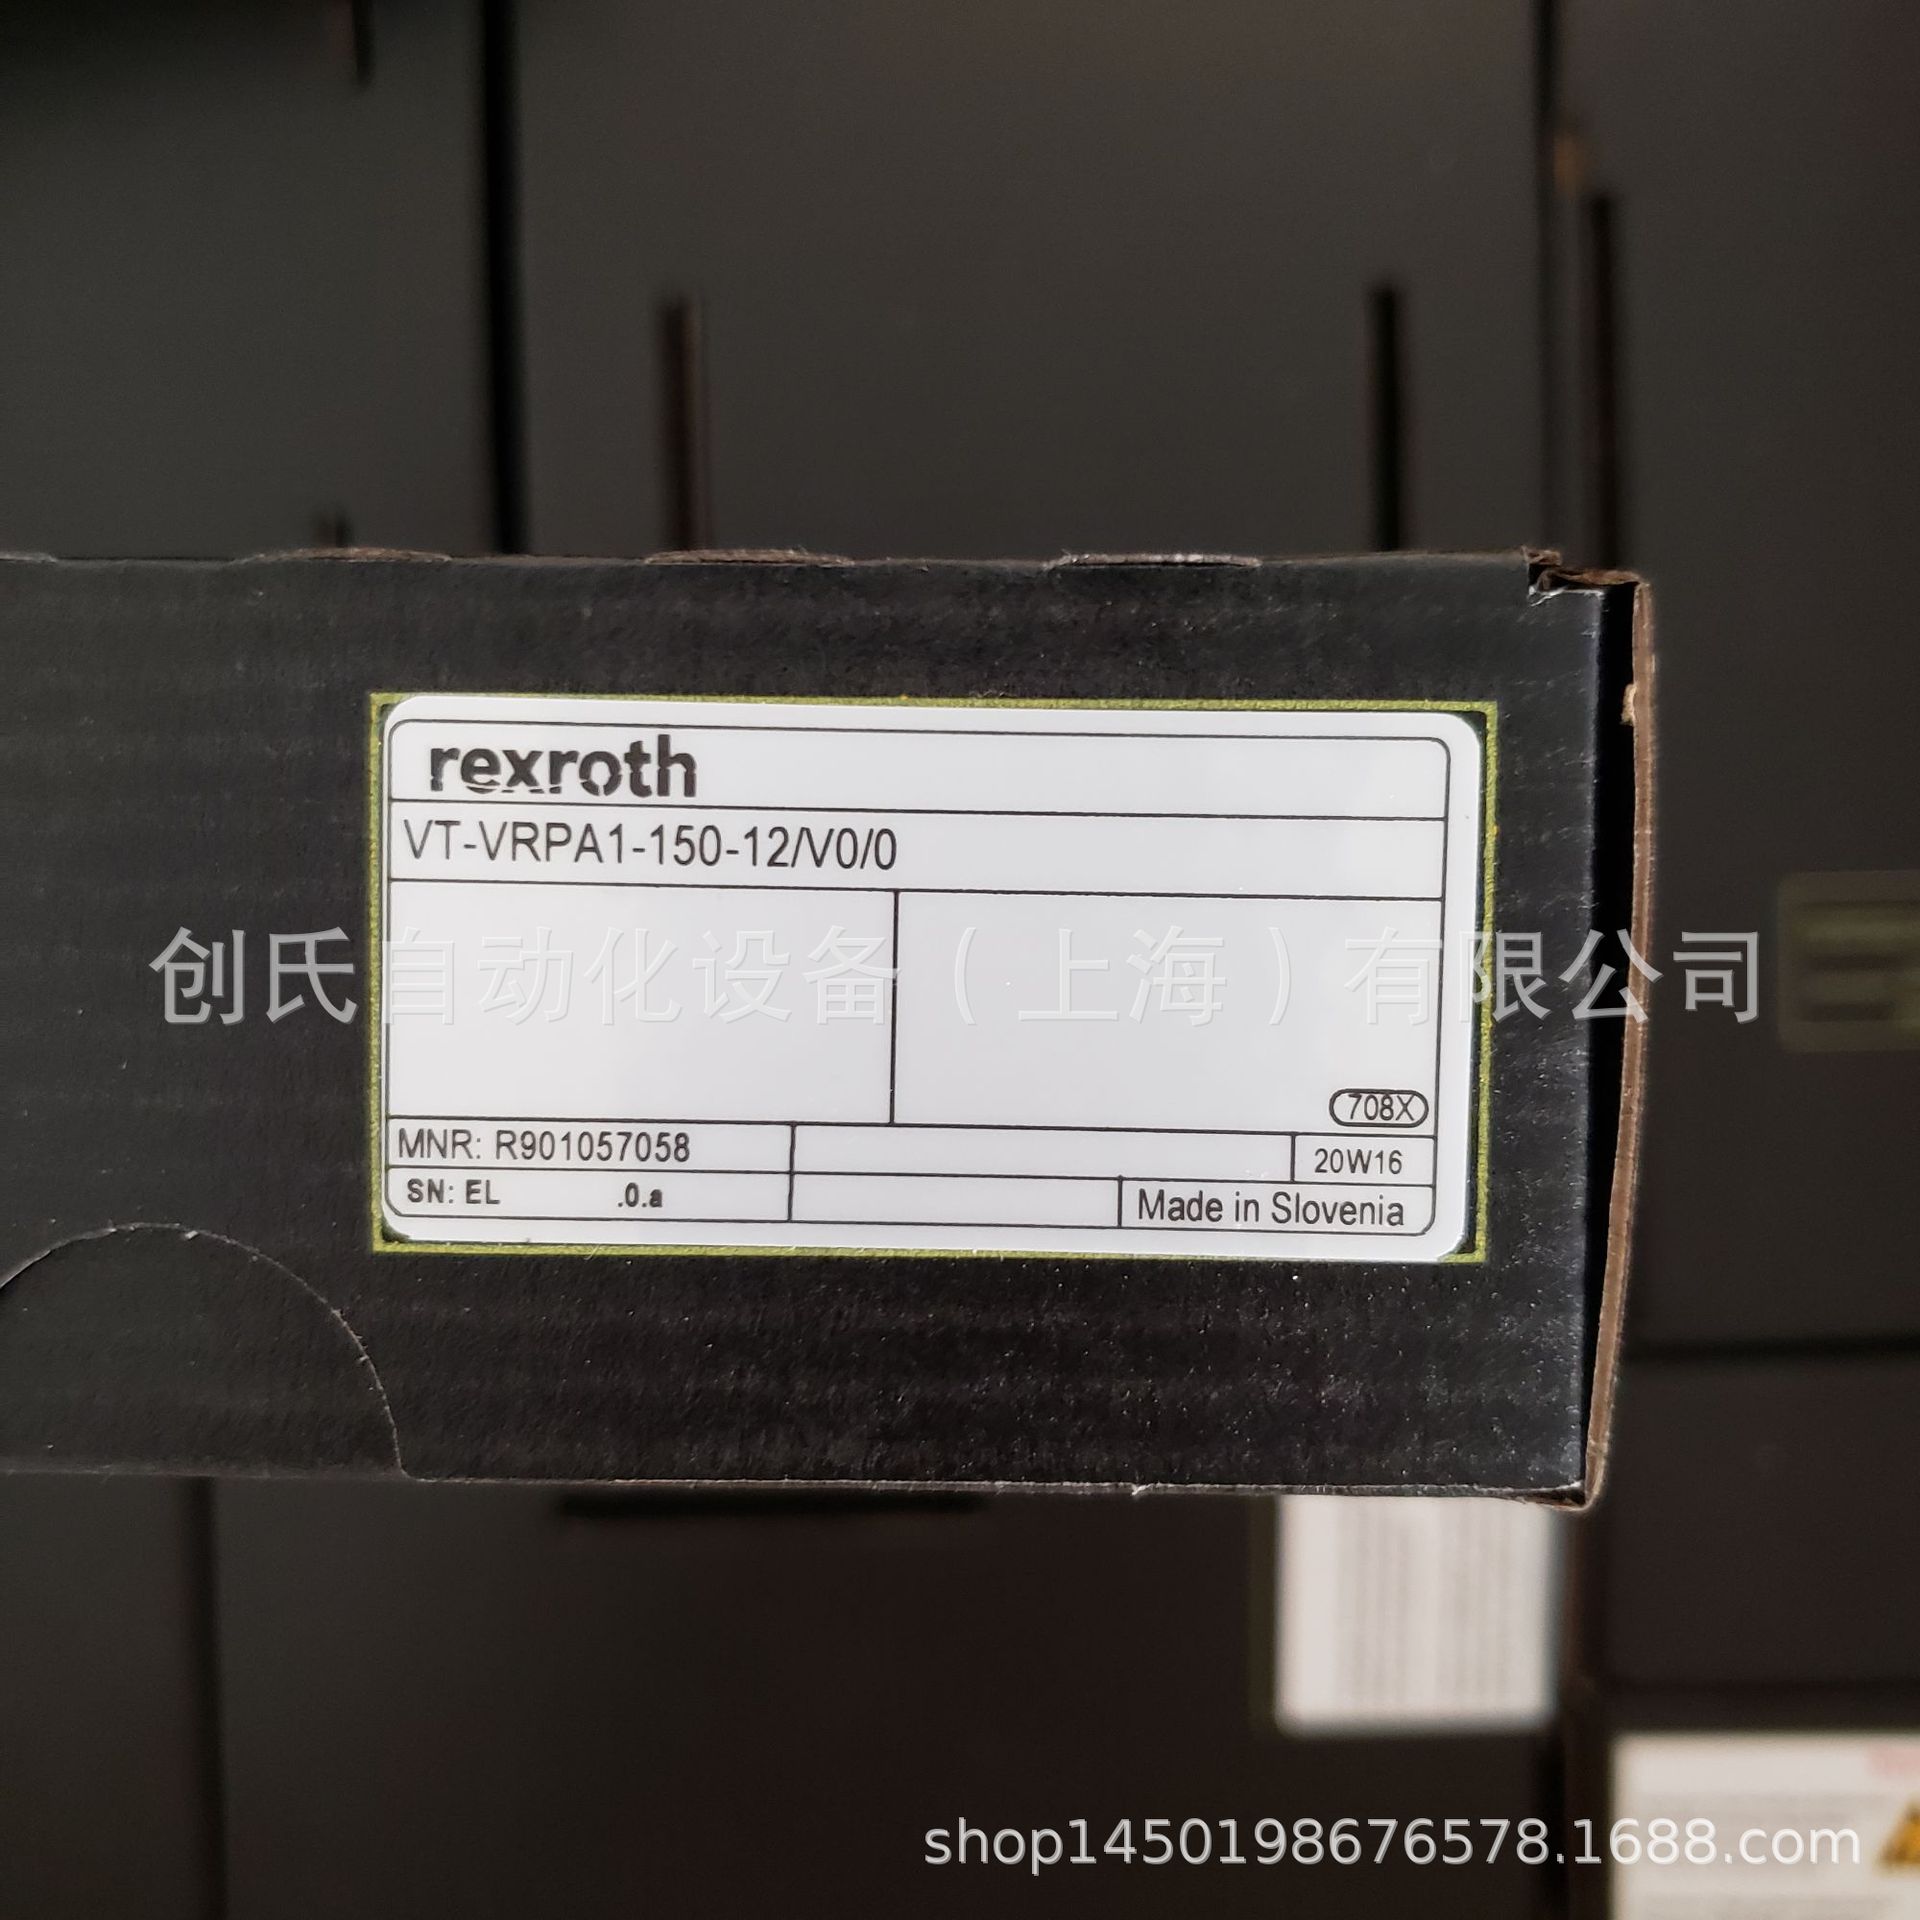 rexroth
VT-VRPA1-150-12/V0/0
创氏自动化设备（上海）有限公司
708X
MNR: R901057058
20W16
SN: EL .0.a
Made in Slovenia
shop1450198676578.1688.com